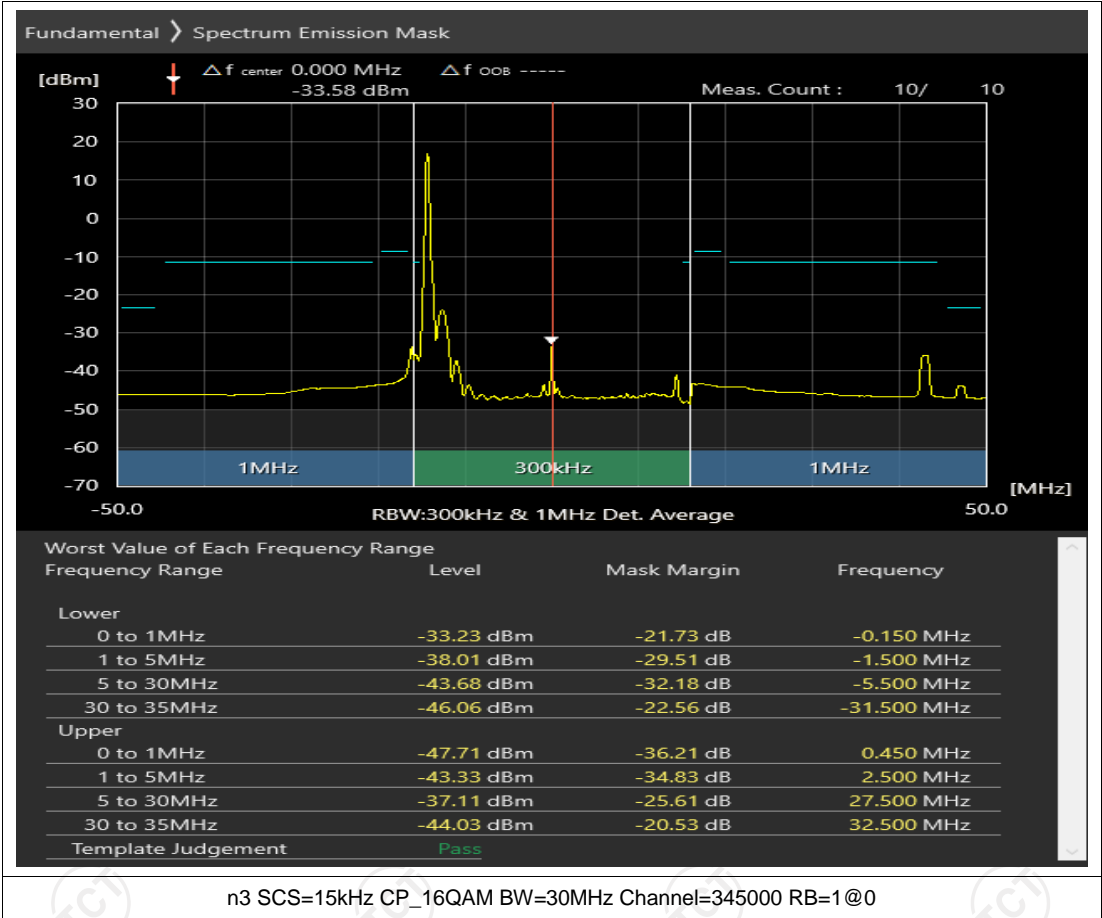 Fundamental ❯ Spectrum Emission Mask
[dBm]
△f center 0.000 MHz △f OOB -----
-33.58 dBm
Meas. Count : 10/ 10
30
20
10
0
-10
-20
-30
-40
-50
-60
-70
1MHz 300kHz 1MHz
[MHz]
-50.0 RBW:300kHz & 1MHz Det. Average 50.0
Worst Value of Each Frequency Range
Frequency Range Level Mask Margin Frequency
Lower
0 to 1MHz -33.23 dBm -21.73 dB -0.150 MHz
1 to 5MHz -38.01 dBm -29.51 dB -1.500 MHz
5 to 30MHz -43.68 dBm -32.18 dB -5.500 MHz
30 to 35MHz -46.06 dBm -22.56 dB -31.500 MHz
Upper
0 to 1MHz -47.71 dBm -36.21 dB 0.450 MHz
1 to 5MHz -43.33 dBm -34.83 dB 2.500 MHz
5 to 30MHz -37.11 dBm -25.61 dB 27.500 MHz
30 to 35MHz -44.03 dBm -20.53 dB 32.500 MHz
Template Judgement Pass
n3 SCS=15kHz CP_16QAM BW=30MHz Channel=345000 RB=1@0
TCT TCT TCT TCT